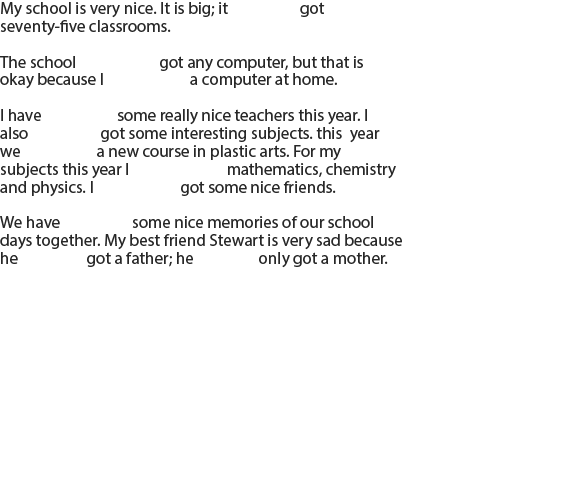 My school is very nice. It is big; it got
seventy-five classrooms.
The school got any computer, but that is
okay because I a computer at home.
I have some really nice teachers this year. I
also got some interesting subjects. this year
we a new course in plastic arts. For my
subjects this year I mathematics, chemistry
and physics. I got some nice friends.
We have some nice memories of our school
days together. My best friend Stewart is very sad because
he got a father; he only got a mother.